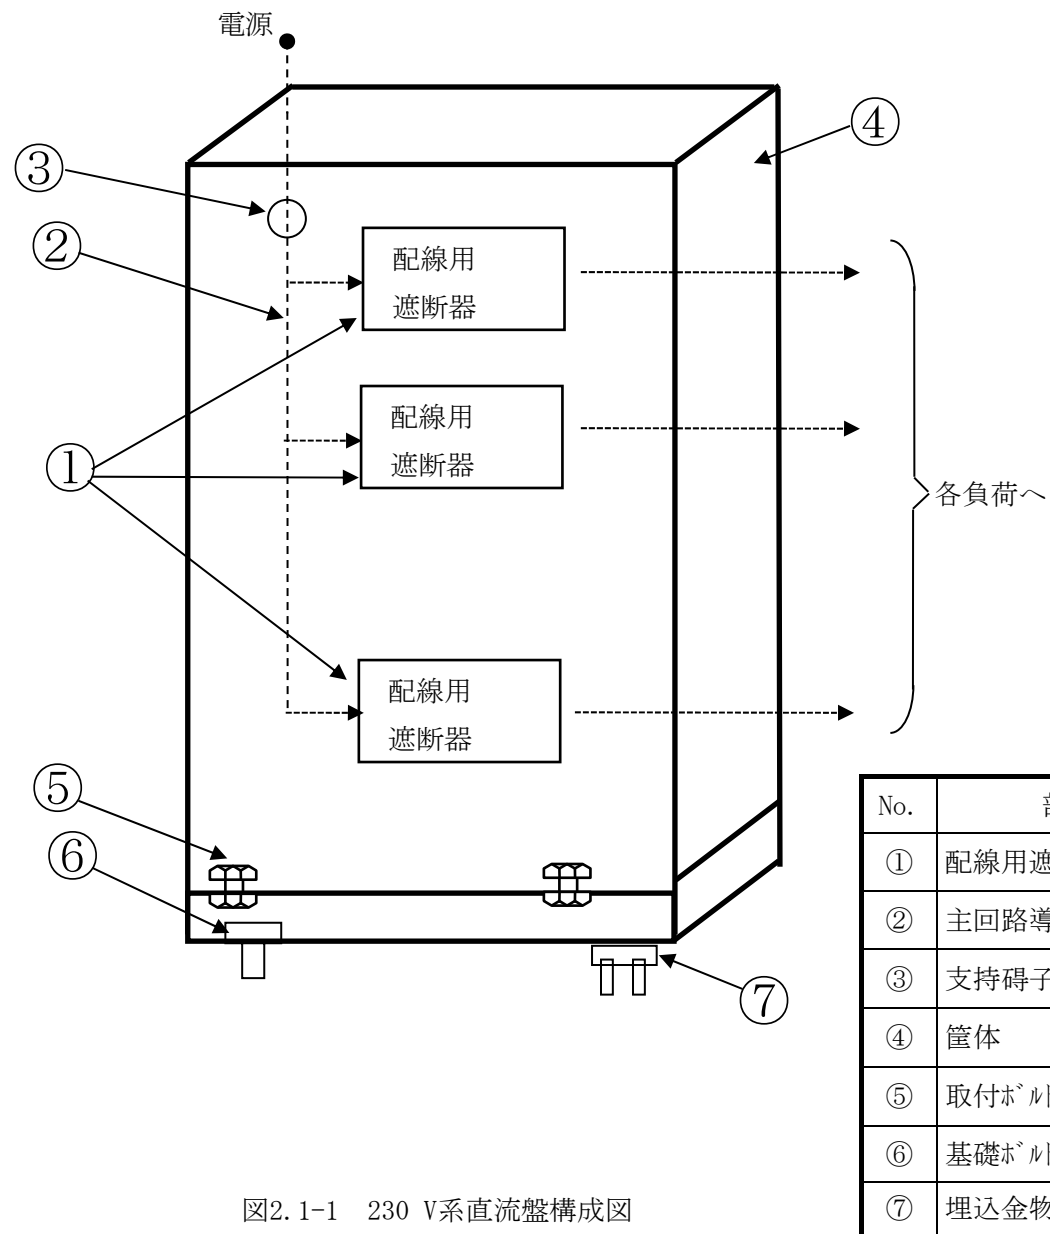 電源
④
③
②
配線用
遮断器
配線用
遮断器
①
各負荷へ
配線用
遮断器
⑤
⑥
⑦
No.
① 配線用遮
② 主回路導
③ 支持碍子
④ 筐体
⑤ 取付ﾎﾞﾙﾄ
⑥ 基礎ﾎﾞﾙﾄ
⑦ 埋込金物
図2.1-1 230 V系直流盤構成図